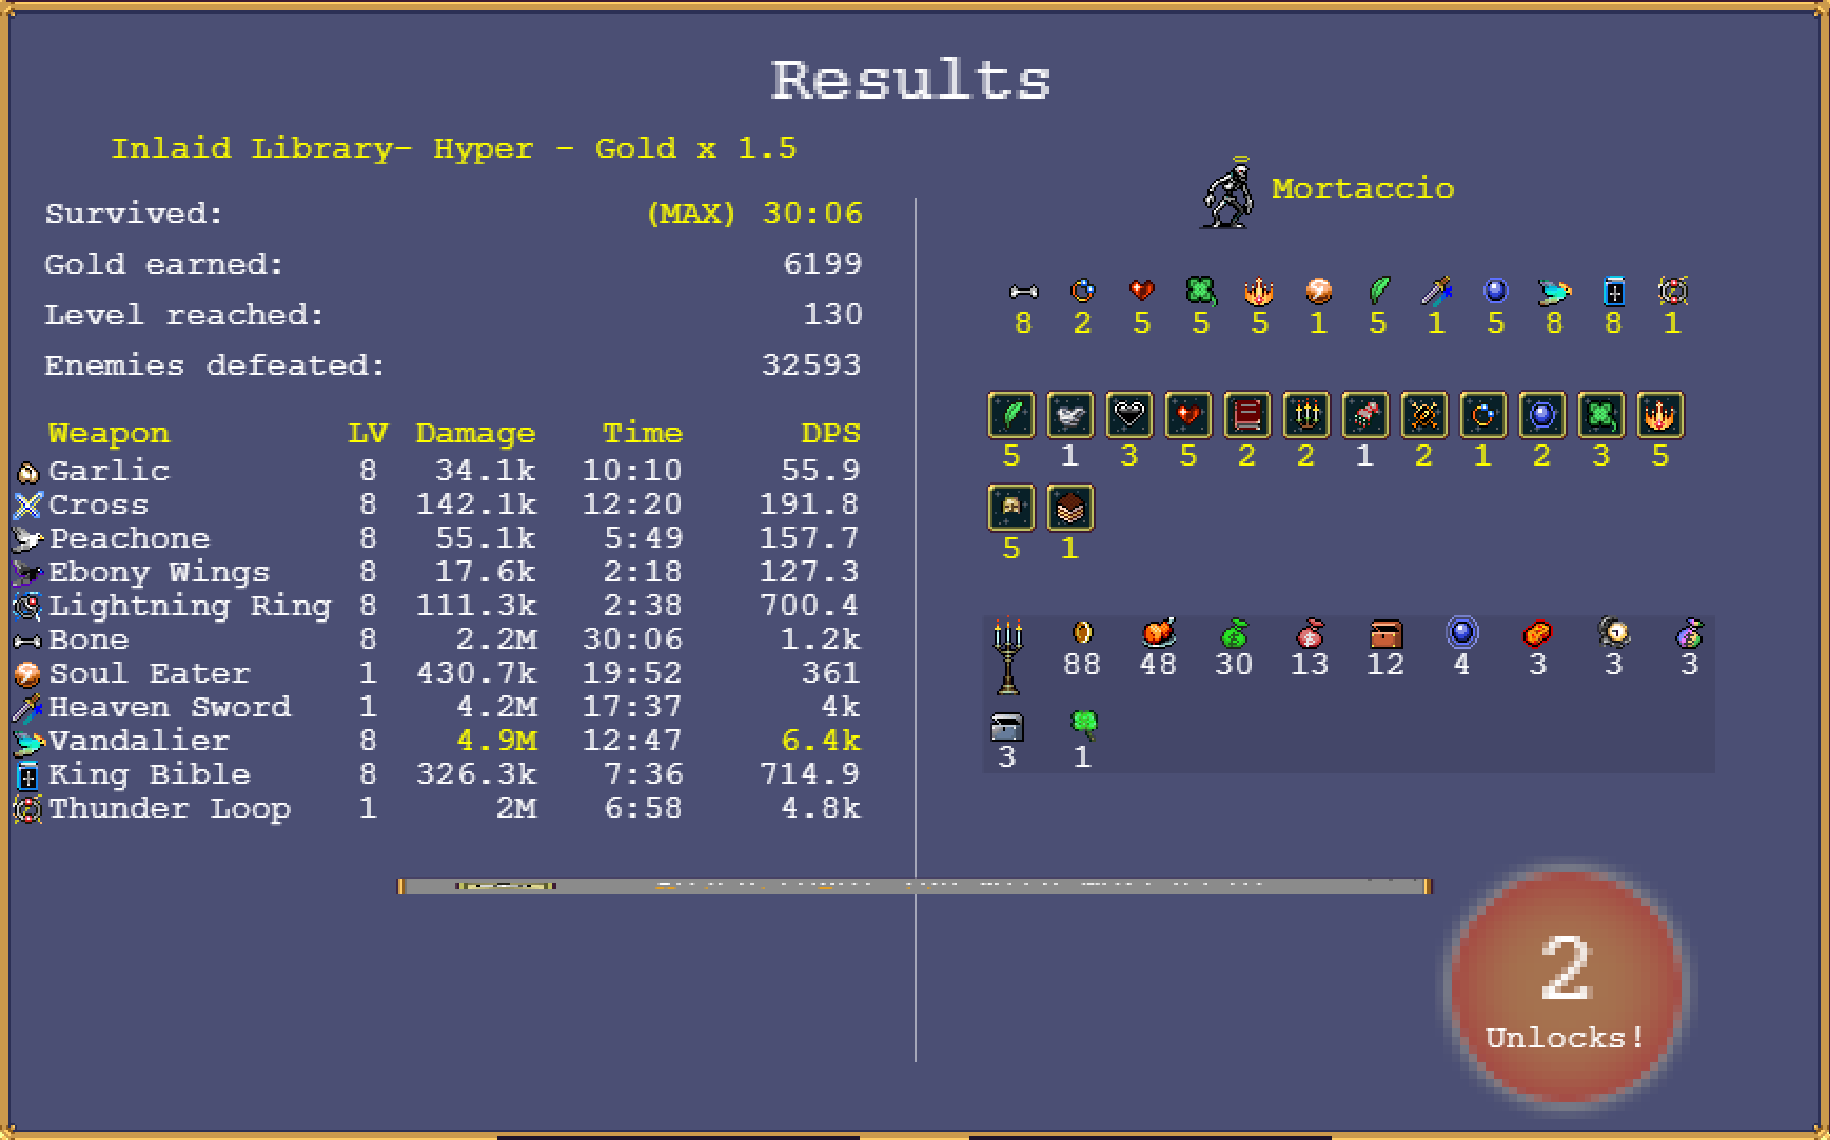 Results
Inlaid Library- Hyper - Gold x 1.5
Survived: (MAX) 30:06
Gold earned: 6199
Level reached: 130
Enemies defeated: 32593
Weapon LV Damage Time DPS
Garlic 8 34.1k 10:10 55.9
Cross 8 142.1k 12:20 191.8
Peachone 8 55.1k 5:49 157.7
Ebony Wings 8 17.6k 2:18 127.3
Lightning Ring 8 111.3k 2:38 700.4
Bone 8 2.2M 30:06 1.2k
Soul Eater 1 430.7k 19:52 361
Heaven Sword 1 4.2M 17:37 4k
Vandalier 8 4.9M 12:47 6.4k
King Bible 8 326.3k 7:36 714.9
Thunder Loop 1 2M 6:58 4.8k
Mortaccio
8 2 5 5 5 1 5 1 5 8 8 1
5 1 3 5 2 2 1 2 1 2 3 5
5 1
88 48 30 13 12 4 3 3 3
3 1
2
Unlocks!